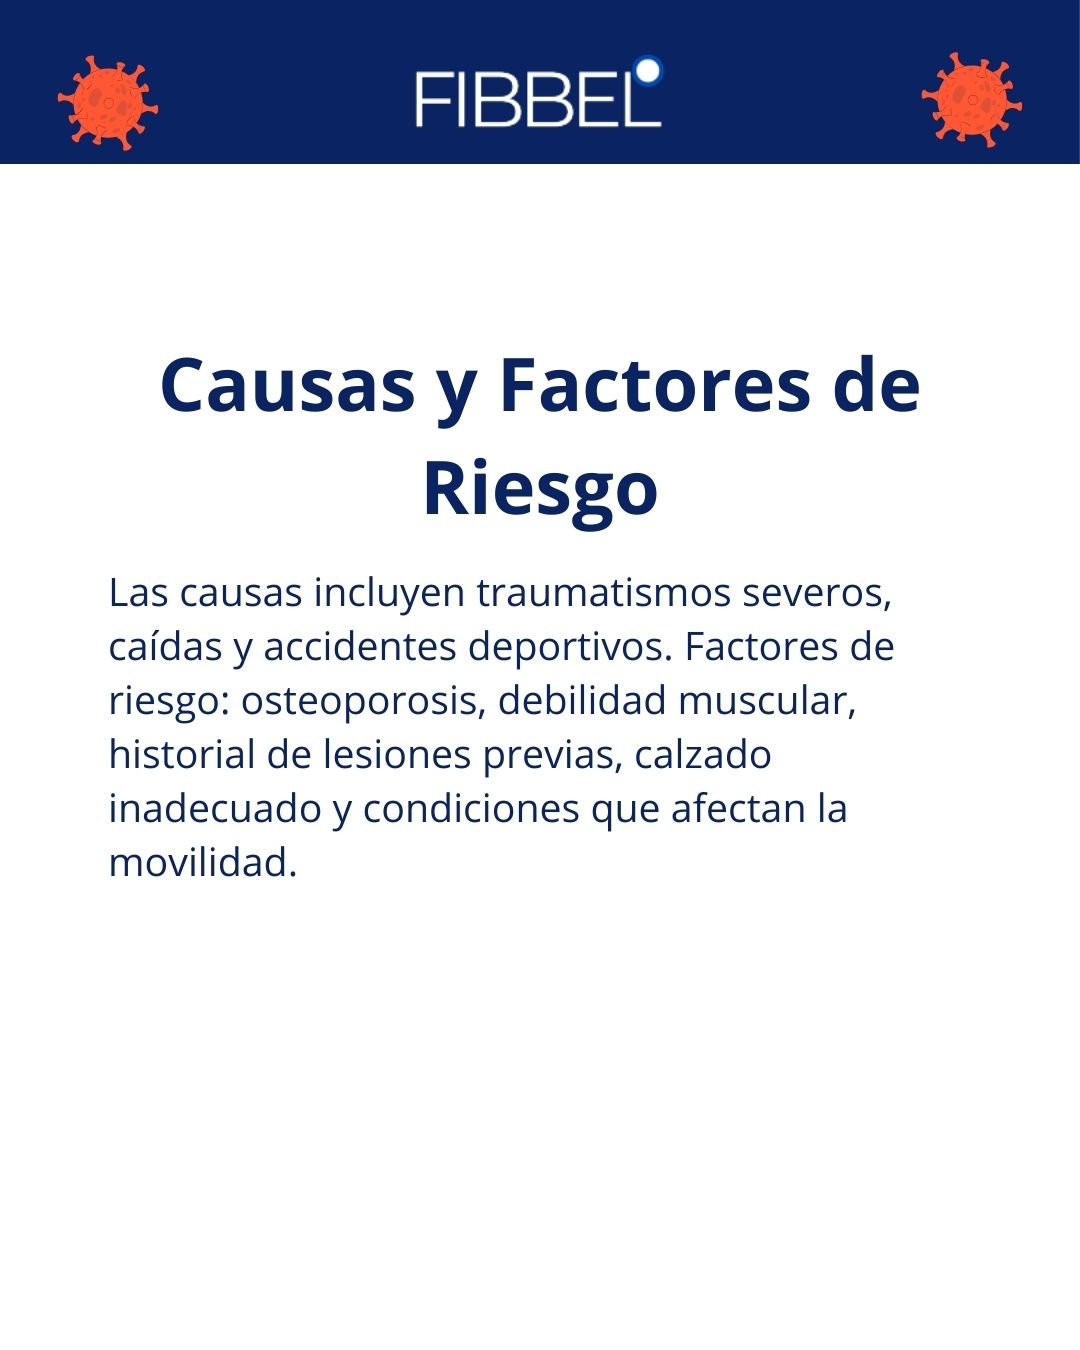 FIBBEL
Causas y Factores de
Riesgo
Las causas incluyen traumatismos severos,
caídas y accidentes deportivos. Factores de
riesgo: osteoporosis, debilidad muscular,
historial de lesiones previas, calzado
inadecuado y condiciones que afectan la
movilidad.